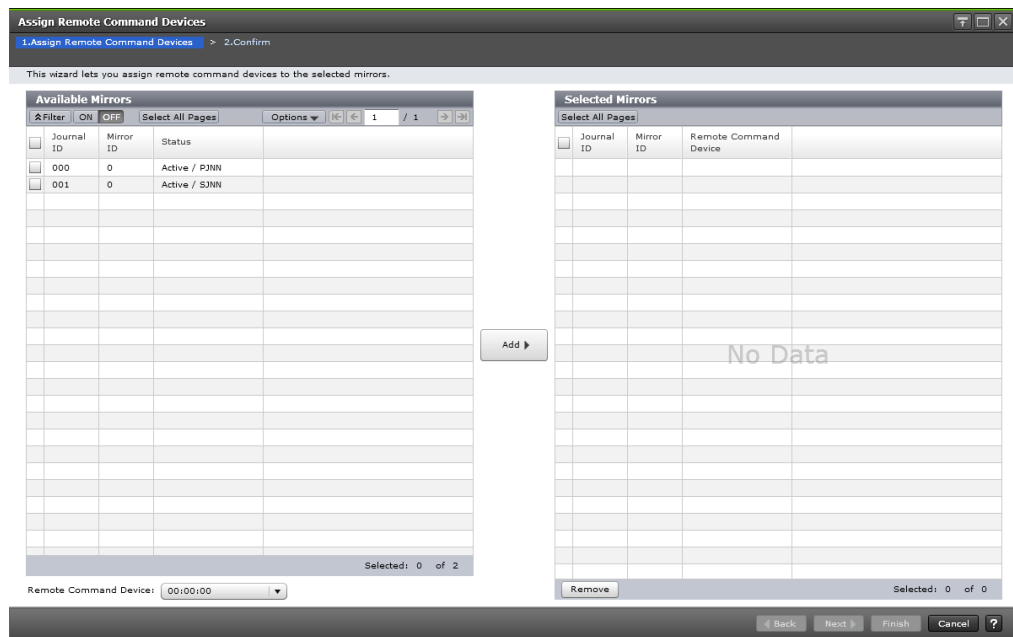 Assign Remote Command Devices
1.Assign Remote Command Devices > 2.Confirm
This wizard lets you assign remote command devices to the selected mirrors.
Available Mirrors
Filter ON OFF Select All Pages Options 1 / 1
Journal ID Mirror ID Status
000 0 Active / PJNN
001 0 Active / SJNN
Selected: 0 of 2
Remote Command Device: 00:00:00
Add
Selected Mirrors
Select All Pages
Journal ID Mirror ID Remote Command Device
No Data
Remove Selected: 0 of 0
Back Next Finish Cancel ?